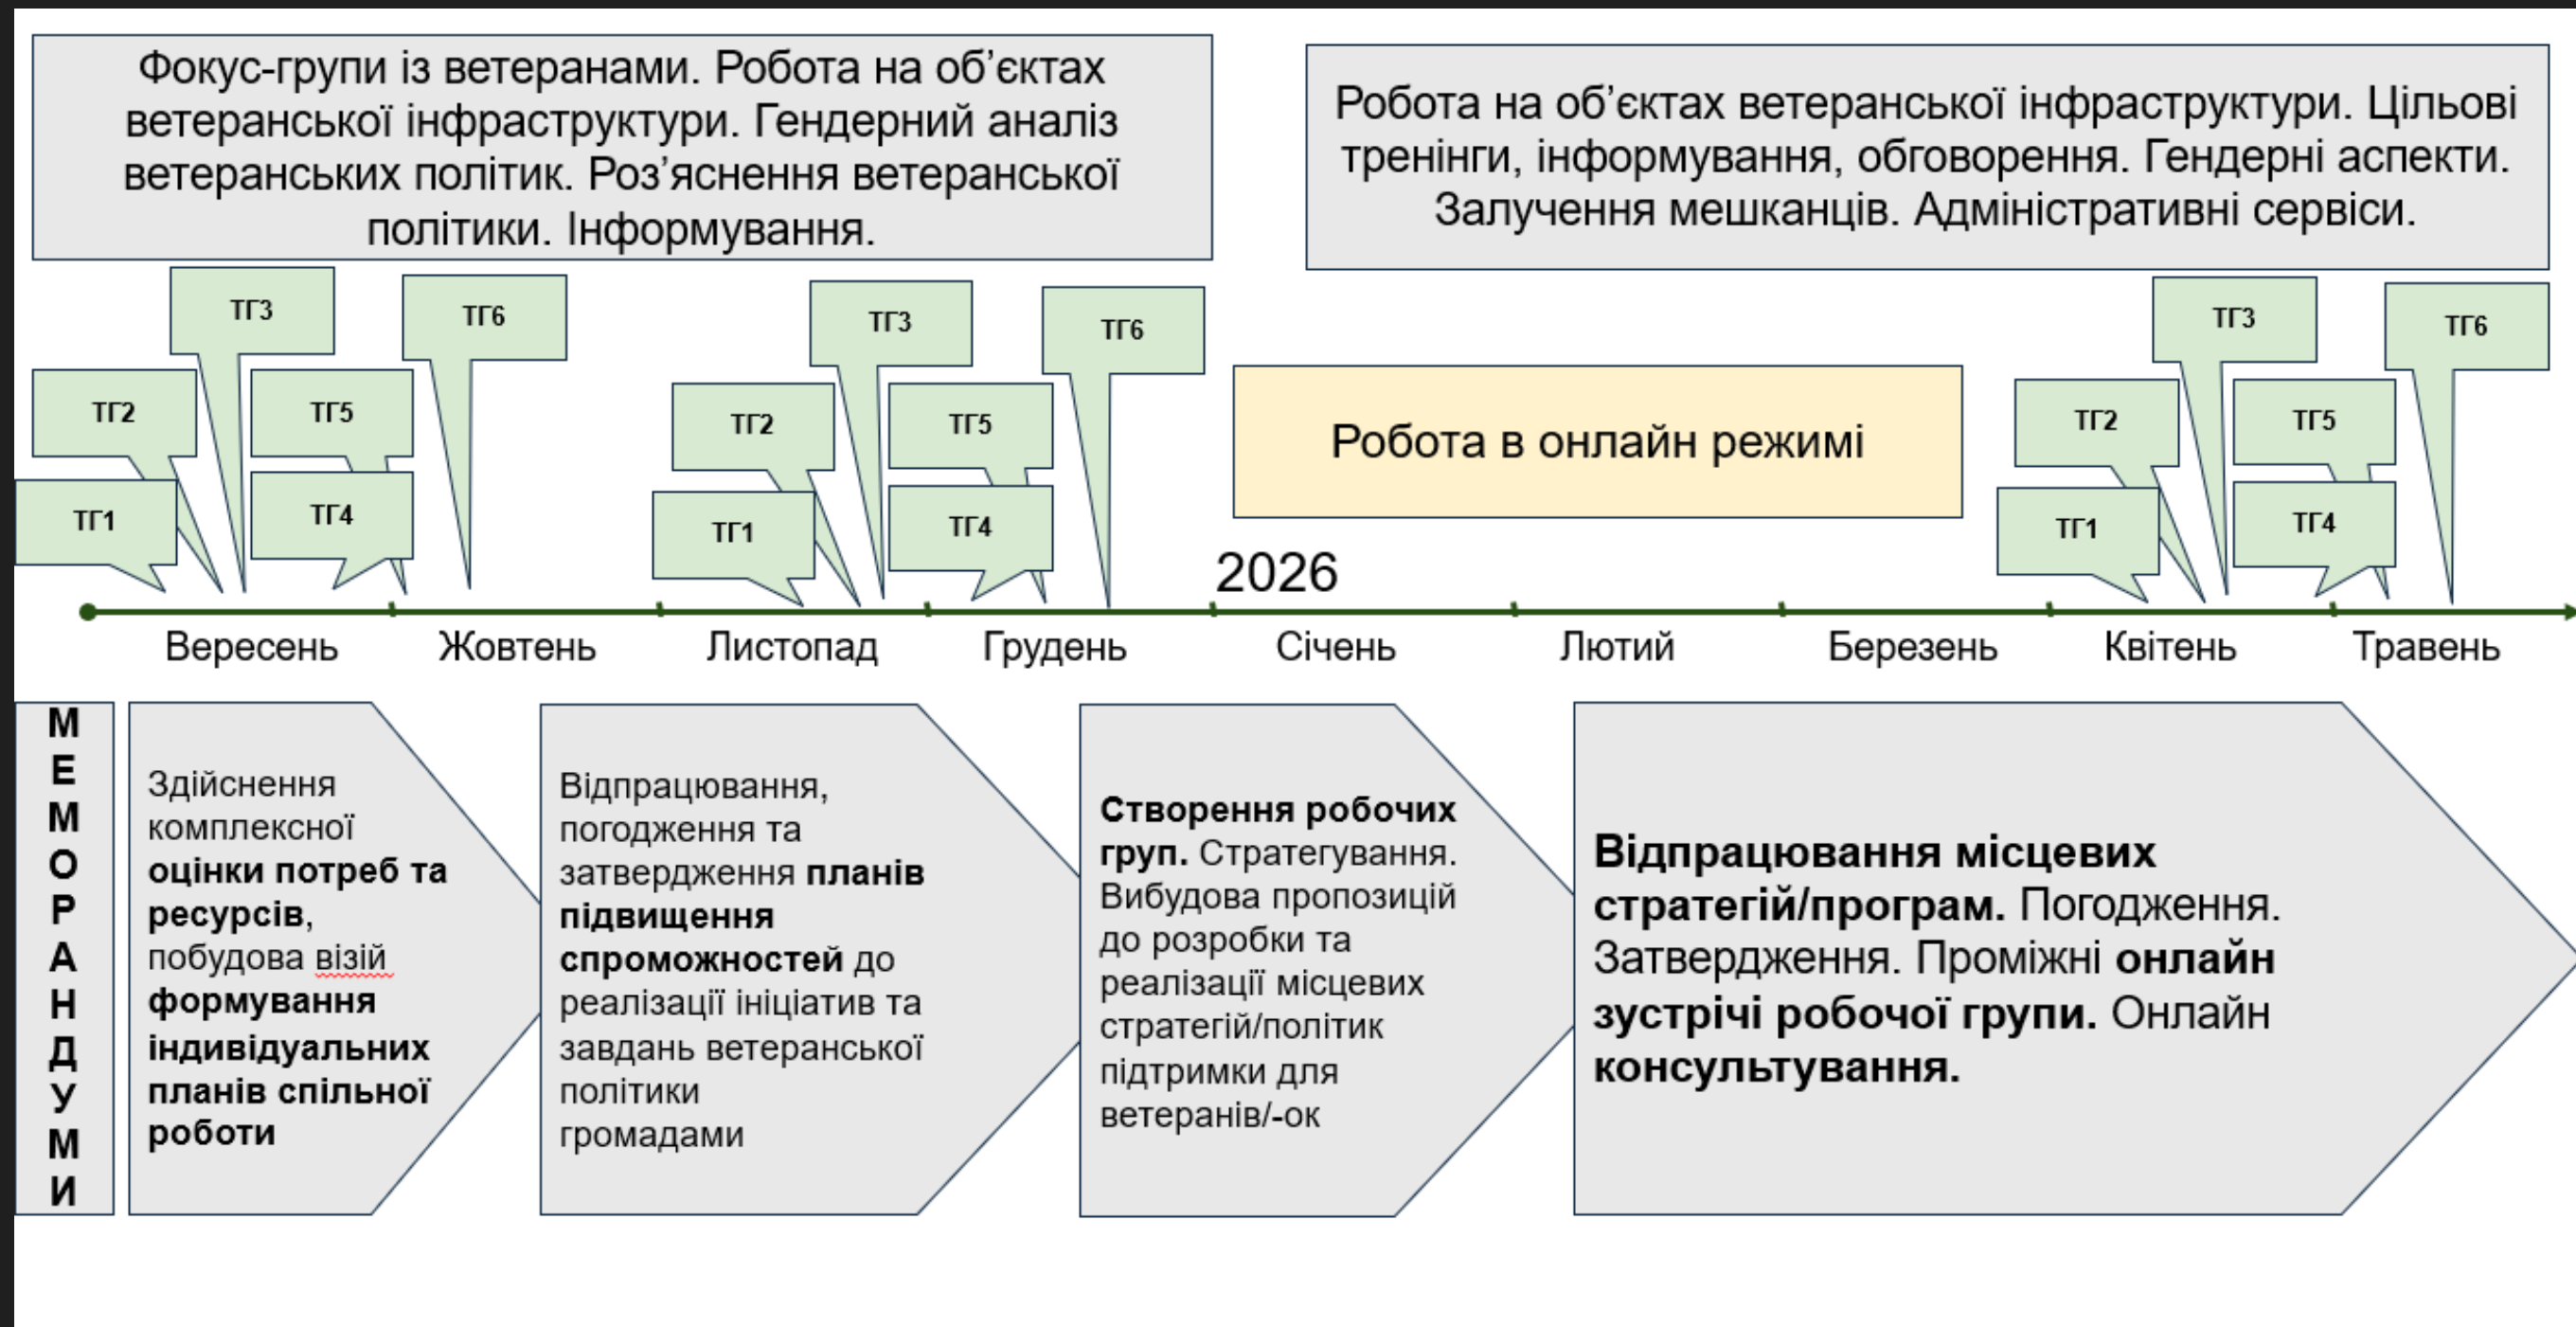 Фокус-групи із ветеранами. Робота на об’єктах
ветеранської інфраструктури. Гендерний аналіз
ветеранських політик. Роз’яснення ветеранської
політики. Інформування.
Робота на об’єктах ветеранської інфраструктури. Цільові
тренінги, інформування, обговорення. Гендерні аспекти.
Залучення мешканців. Адміністративні сервіси.
ТГ3
ТГ6
ТГ2
ТГ5
ТГ1
ТГ4
ТГ3
ТГ6
ТГ2
ТГ5
ТГ1
ТГ4
Робота в онлайн режимі
ТГ3
ТГ6
ТГ2
ТГ5
ТГ1
ТГ4
2026
Вересень
Жовтень
Листопад
Грудень
Січень
Лютий
Березень
Квітень
Травень
М
Е
М
О
Р
А
Н
Д
У
М
И
Здійснення
комплексної
оцінки потреб та
ресурсів,
побудова візій
формування
індивідуальних
планів спільної
роботи
Відпрацювання,
погодження та
затвердження планів
підвищення
спроможностей до
реалізації ініціатив та
завдань ветеранської
політики
громадами
Створення робочих
груп. Стратегування.
Вибудова пропозицій
до розробки та
реалізації місцевих
стратегій/політик
підтримки для
ветеранів/-ок
Відпрацювання місцевих
стратегій/програм. Погодження.
Затвердження. Проміжні онлайн
зустрічі робочої групи. Онлайн
консультування.